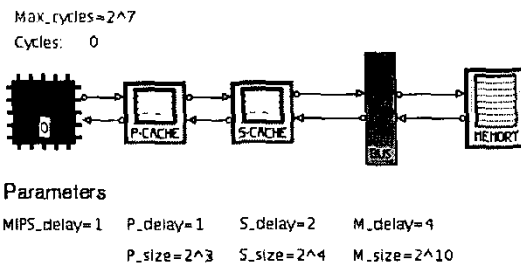 Max_cycles=2^7
Cycles: 0
0
P-CACHE
S-CACHE
BUS
MEMORY
Parameters
MIPS_delay=1 P_delay=1 S_delay=2 M_delay=4
P_size=2^3 S_size=2^4 M_size=2^10